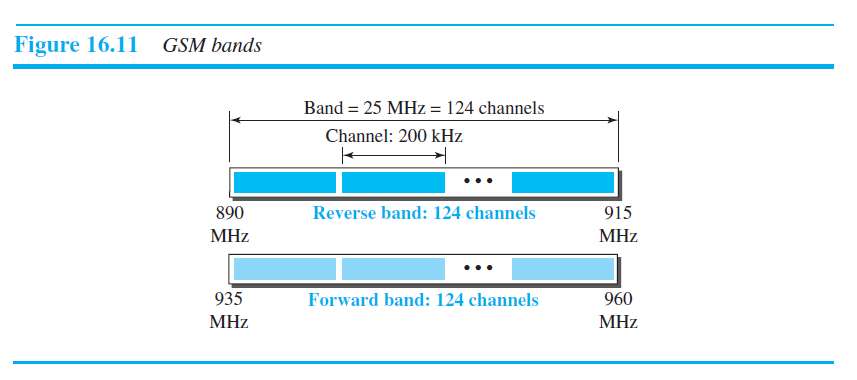 Figure 16.11 GSM bands
Band = 25 MHz = 124 channels
Channel: 200 kHz
•••
890 Reverse band: 124 channels 915
MHz MHz
•••
935 Forward band: 124 channels 960
MHz MHz